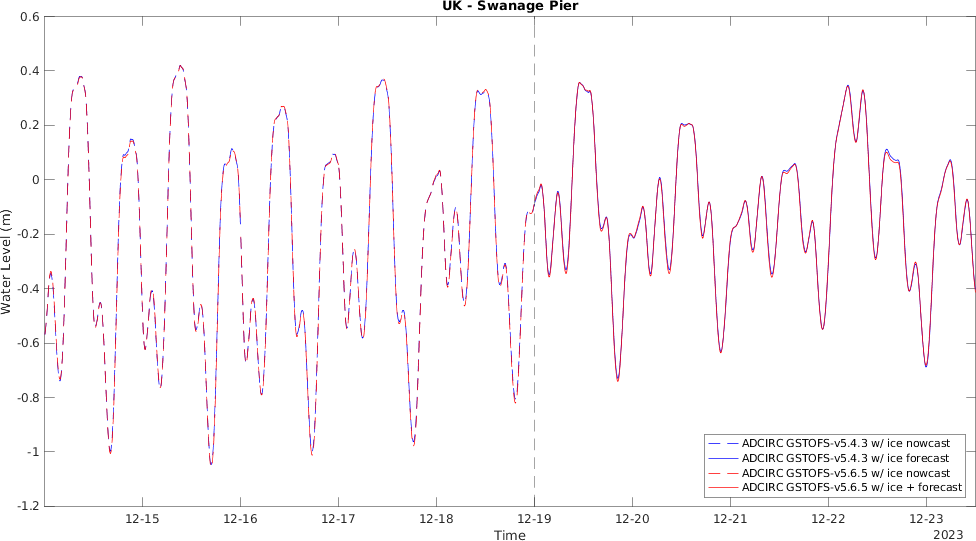 UK - Swanage Pier
0.6
0.4
0.2
0
-0.2
-0.4
-0.6
-0.8
-1
-1.2
Water Level (m)
12-15
12-16
12-17
12-18
12-19
12-20
12-21
12-22
12-23
Time
2023
ADCIRC GSTOFS-v5.4.3 w/ ice nowcast
ADCIRC GSTOFS-v5.4.3 w/ ice forecast
ADCIRC GSTOFS-v5.6.5 w/ ice nowcast
ADCIRC GSTOFS-v5.6.5 w/ ice + forecast